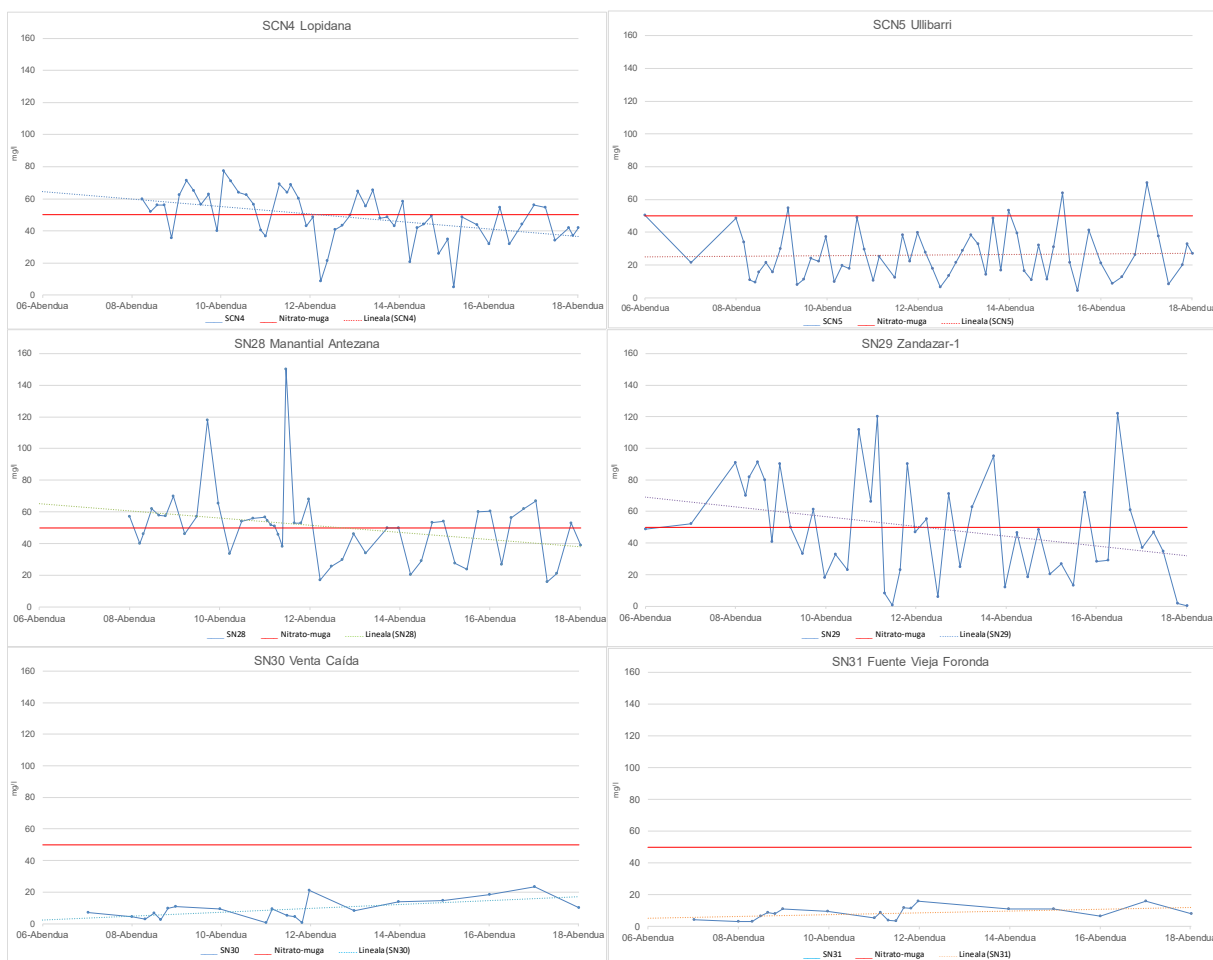 SCN4 Lopidana
160
140
120
100
80
60
40
20
0
mg/l
06-Abendua 08-Abendua 10-Abendua 12-Abendua 14-Abendua 16-Abendua 18-Abendua
SCN4 Nitrato-muga Lineala (SCN4)
SCN5 Ullibarri
160
140
120
100
80
60
40
20
0
mg/l
06-Abendua 08-Abendua 10-Abendua 12-Abendua 14-Abendua 16-Abendua 18-Abendua
SCN5 Nitrato-muga Lineala (SCN5)
SN28 Manantial Antezana
160
140
120
100
80
60
40
20
0
06-Abendua 08-Abendua 10-Abendua 12-Abendua 14-Abendua 16-Abendua 18-Abendua
SN28 Nitrato-muga Lineala (SN28)
SN29 Zandazar-1
160
140
120
100
80
60
40
20
0
mg/l
06-Abendua 08-Abendua 10-Abendua 12-Abendua 14-Abendua 16-Abendua 18-Abendua
SN29 Nitrato-muga Lineala (SN29)
SN30 Venta Caída
160
140
120
100
80
60
40
20
0
mg/l
06-Abendua 08-Abendua 10-Abendua 12-Abendua 14-Abendua 16-Abendua 18-Abendua
SN30 Nitrato-muga Lineala (SN30)
SN31 Fuente Vieja Foronda
160
140
120
100
80
60
40
20
0
mg/l
06-Abendua 08-Abendua 10-Abendua 12-Abendua 14-Abendua 16-Abendua 18-Abendua
SN31 Nitrato-muga Lineala (SN31)